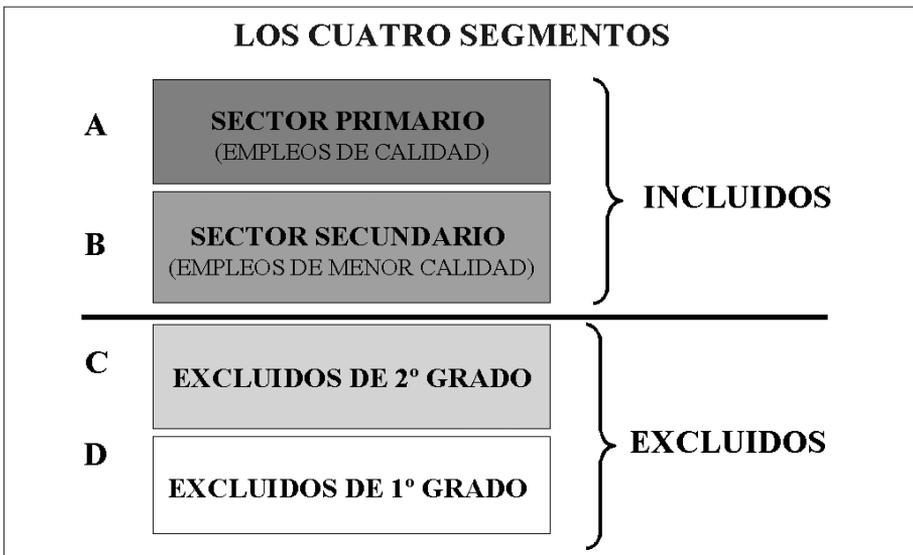 LOS CUATRO SEGMENTOS
A
SECTOR PRIMARIO
(EMPLEOS DE CALIDAD)
INCLUIDOS
B
SECTOR SECUNDARIO
(EMPLEOS DE MENOR CALIDAD)
C
EXCLUIDOS DE 2º GRADO
EXCLUIDOS
D
EXCLUIDOS DE 1º GRADO